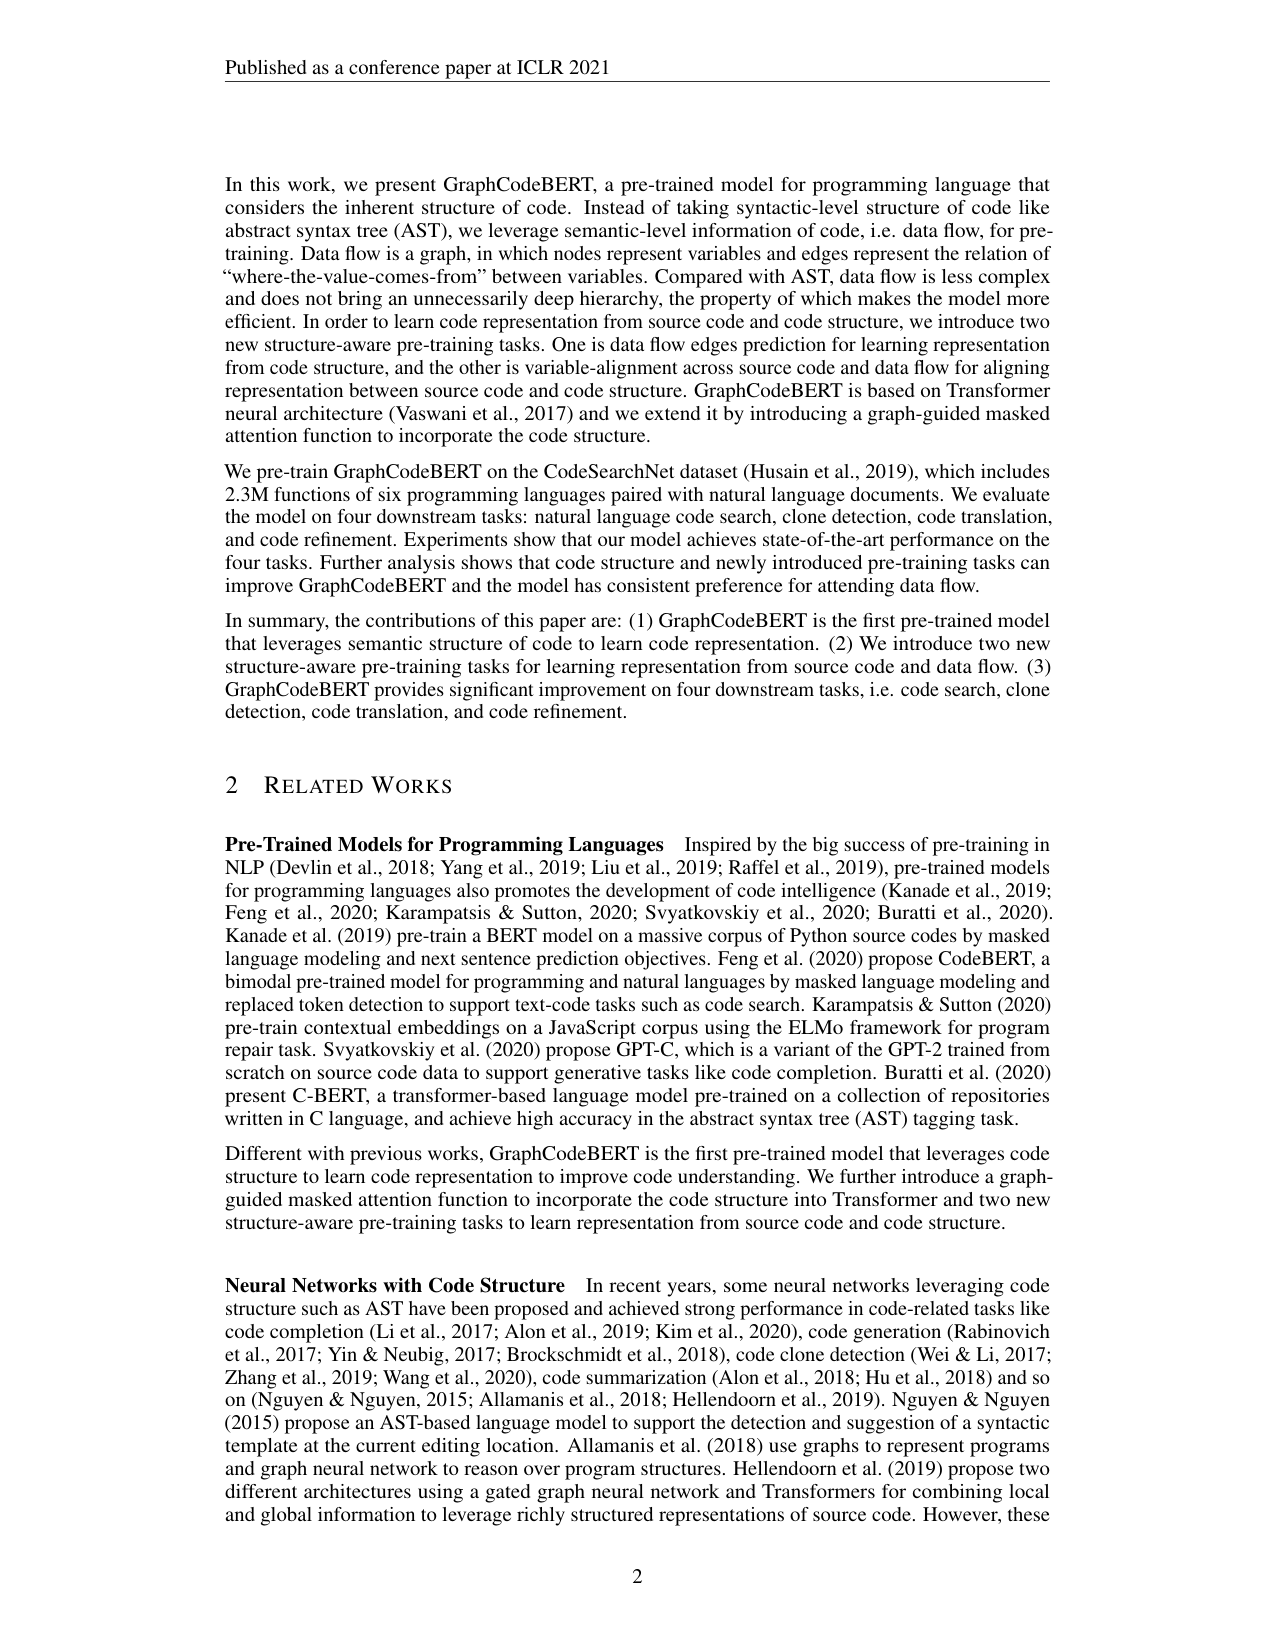 Published as a conference paper at ICLR 2021
In this work, we present GraphCodeBERT, a pre-trained model for programming language that
considers the inherent structure of code. Instead of taking syntactic-level structure of code like
abstract syntax tree (AST), we leverage semantic-level information of code, i.e. data flow, for pre-
training. Data flow is a graph, in which nodes represent variables and edges represent the relation of
“where-the-value-comes-from” between variables. Compared with AST, data flow is less complex
and does not bring an unnecessarily deep hierarchy, the property of which makes the model more
efficient. In order to learn code representation from source code and code structure, we introduce two
new structure-aware pre-training tasks. One is data flow edges prediction for learning representation
from code structure, and the other is variable-alignment across source code and data flow for aligning
representation between source code and code structure. GraphCodeBERT is based on Transformer
neural architecture (Vaswani et al., 2017) and we extend it by introducing a graph-guided masked
attention function to incorporate the code structure.
We pre-train GraphCodeBERT on the CodeSearchNet dataset (Husain et al., 2019), which includes
2.3M functions of six programming languages paired with natural language documents. We evaluate
the model on four downstream tasks: natural language code search, clone detection, code translation,
and code refinement. Experiments show that our model achieves state-of-the-art performance on the
four tasks. Further analysis shows that code structure and newly introduced pre-training tasks can
improve GraphCodeBERT and the model has consistent preference for attending data flow.
In summary, the contributions of this paper are: (1) GraphCodeBERT is the first pre-trained model
that leverages semantic structure of code to learn code representation. (2) We introduce two new
structure-aware pre-training tasks for learning representation from source code and data flow. (3)
GraphCodeBERT provides significant improvement on four downstream tasks, i.e. code search, clone
detection, code translation, and code refinement.
2 RELATED WORKS
Pre-Trained Models for Programming Languages Inspired by the big success of pre-training in
NLP (Devlin et al., 2018; Yang et al., 2019; Liu et al., 2019; Raffel et al., 2019), pre-trained models
for programming languages also promotes the development of code intelligence (Kanade et al., 2019;
Feng et al., 2020; Karampatsis & Sutton, 2020; Svyatkovskiy et al., 2020; Buratti et al., 2020).
Kanade et al. (2019) pre-train a BERT model on a massive corpus of Python source codes by masked
language modeling and next sentence prediction objectives. Feng et al. (2020) propose CodeBERT, a
bimodal pre-trained model for programming and natural languages by masked language modeling and
replaced token detection to support text-code tasks such as code search. Karampatsis & Sutton (2020)
pre-train contextual embeddings on a JavaScript corpus using the ELMo framework for program
repair task. Svyatkovskiy et al. (2020) propose GPT-C, which is a variant of the GPT-2 trained from
scratch on source code data to support generative tasks like code completion. Buratti et al. (2020)
present C-BERT, a transformer-based language model pre-trained on a collection of repositories
written in C language, and achieve high accuracy in the abstract syntax tree (AST) tagging task.
Different with previous works, GraphCodeBERT is the first pre-trained model that leverages code
structure to learn code representation to improve code understanding. We further introduce a graph-
guided masked attention function to incorporate the code structure into Transformer and two new
structure-aware pre-training tasks to learn representation from source code and code structure.
Neural Networks with Code Structure In recent years, some neural networks leveraging code
structure such as AST have been proposed and achieved strong performance in code-related tasks like
code completion (Li et al., 2017; Alon et al., 2019; Kim et al., 2020), code generation (Rabinovich
et al., 2017; Yin & Neubig, 2017; Brockschmidt et al., 2018), code clone detection (Wei & Li, 2017;
Zhang et al., 2019; Wang et al., 2020), code summarization (Alon et al., 2018; Hu et al., 2018) and so
on (Nguyen & Nguyen, 2015; Allamanis et al., 2018; Hellendoorn et al., 2019). Nguyen & Nguyen
(2015) propose an AST-based language model to support the detection and suggestion of a syntactic
template at the current editing location. Allamanis et al. (2018) use graphs to represent programs
and graph neural network to reason over program structures. Hellendoorn et al. (2019) propose two
different architectures using a gated graph neural network and Transformers for combining local
and global information to leverage richly structured representations of source code. However, these
2